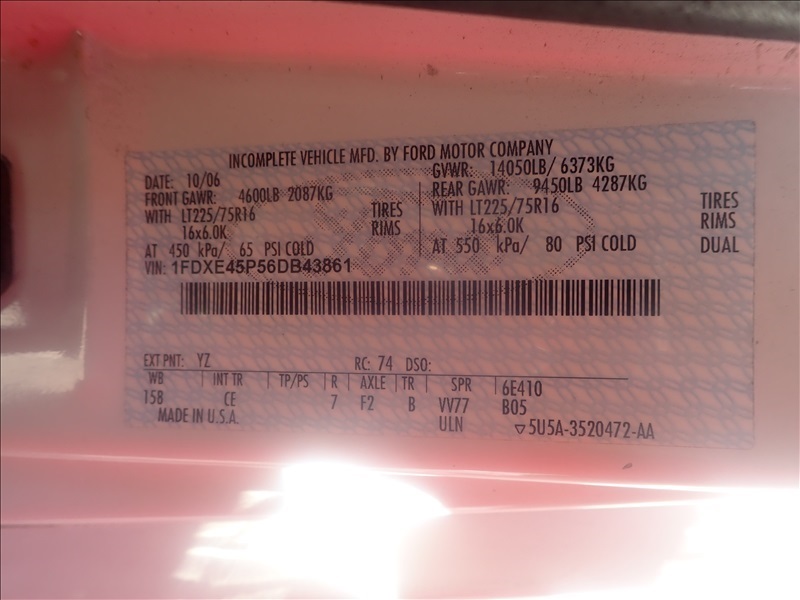 INCOMPLETE VEHICLE MFD. BY FORD MOTOR COMPANY
DATE: 10/06 GVWR: 14050LB/ 6373KG
FRONT GAWR: 4600LB 2087KG REAR GAWR: 9450LB 4287KG
WITH LT225/75R16 TIRES WITH LT225/75R16 TIRES
16x6.0K RIMS 16x6.0K RIMS
AT 450 kPa/ 65 PSI COLD AT 550 kPa/ 80 PSI COLD DUAL
VIN: 1FDXE45P56DB43861
EXT PNT: YZ RC: 74 DSO:
WB INT TR TP/PS R AXLE TR SPR 6E410
158 CE 7 F2 B VV77 B05
MADE IN U.S.A. ULN ▽5U5A-3520472-AA